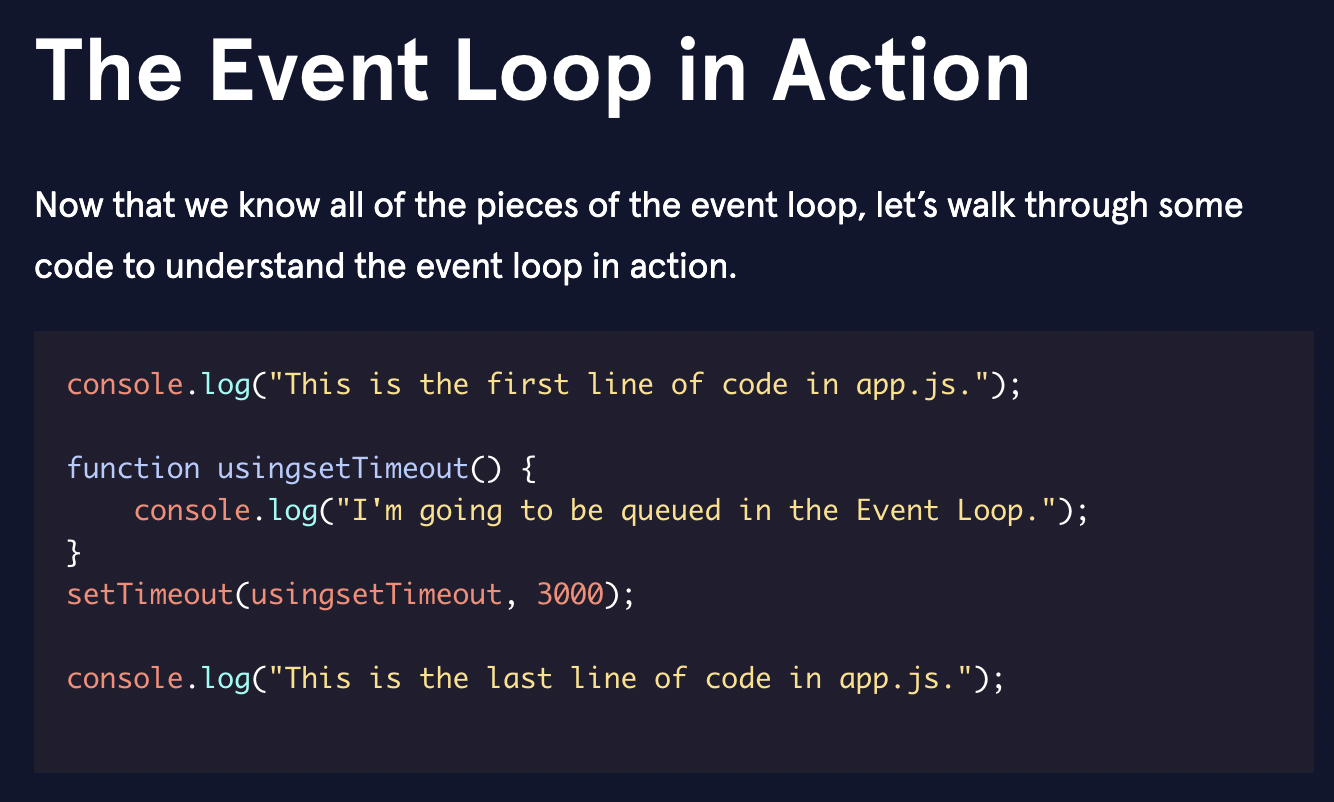 The Event Loop in Action
Now that we know all of the pieces of the event loop, let’s walk through some
code to understand the event loop in action.
console.log("This is the first line of code in app.js.");
function usingsetTimeout() {
    console.log("I'm going to be queued in the Event Loop.");
}
setTimeout(usingsetTimeout, 3000);
console.log("This is the last line of code in app.js.");